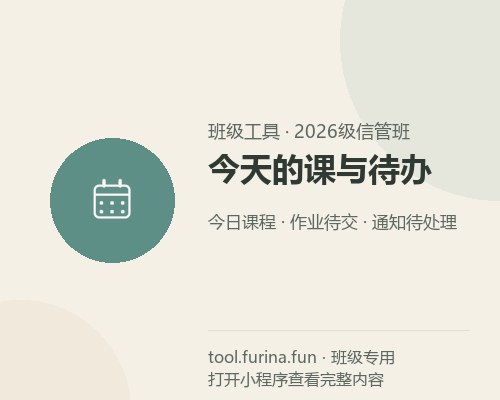 班级工具 · 2026级信管班
今天的课与待办
今日课程 · 作业待交 · 通知待处理
tool.furina.fun · 班级专用
打开小程序查看完整内容